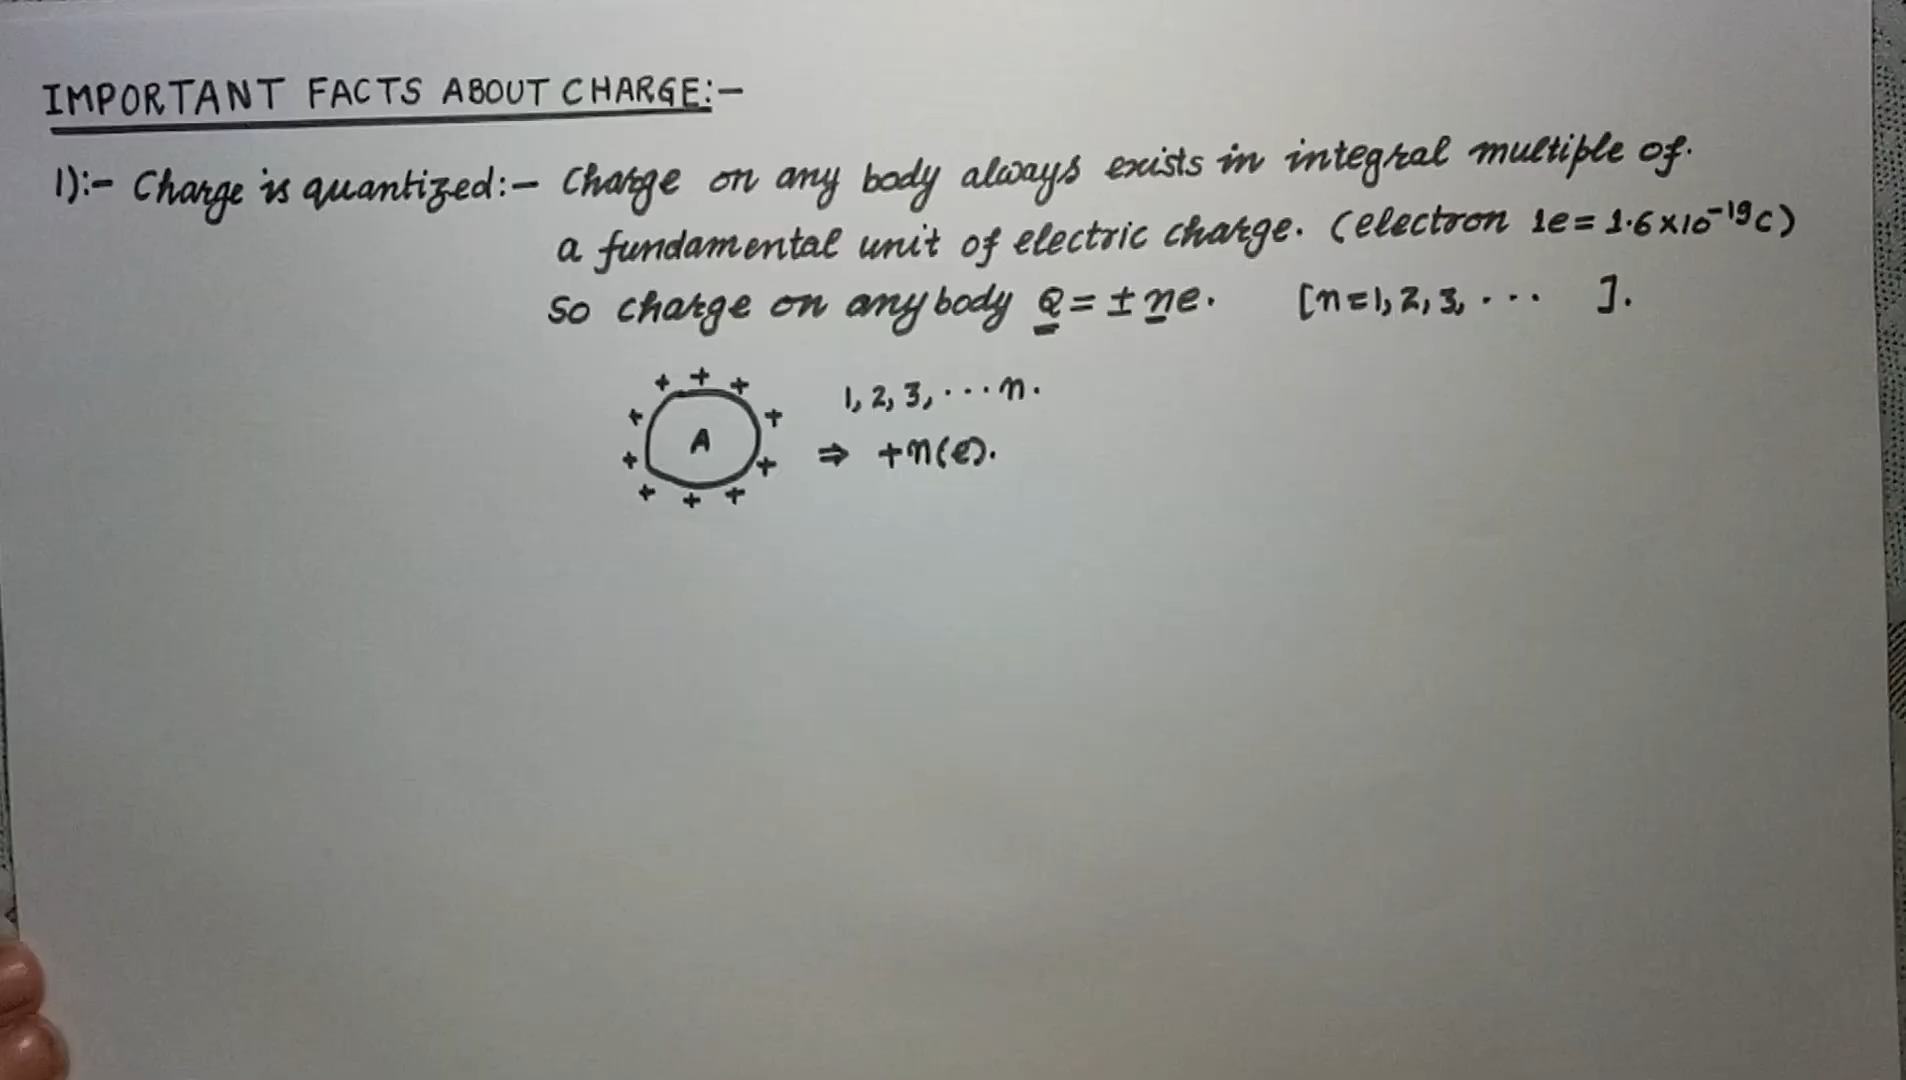 IMPORTANT FACTS ABOUT CHARGE:-
1):- Charge is quantized:- Charge on any body always exists in integral multiple of.
a fundamental unit of electric charge. (electron 1e = 1.6×10⁻¹⁹C)
so charge on any body Q = ± ne. [n=1, 2, 3, ... ].
+ + +
+ +
A
+ +
+ + +
1, 2, 3, ... n.
⇒ +n(e).